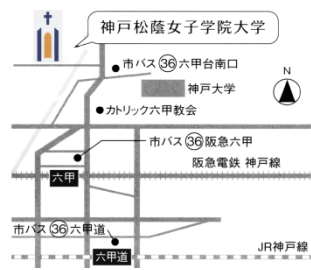 神戸松蔭女子学院大学
市バス㊱六甲台南口
N
神戸大学
カトリック六甲教会
市バス㊱阪急六甲
阪急電鉄 神戸線
六甲
市バス㊱六甲道
JR神戸線
六甲道